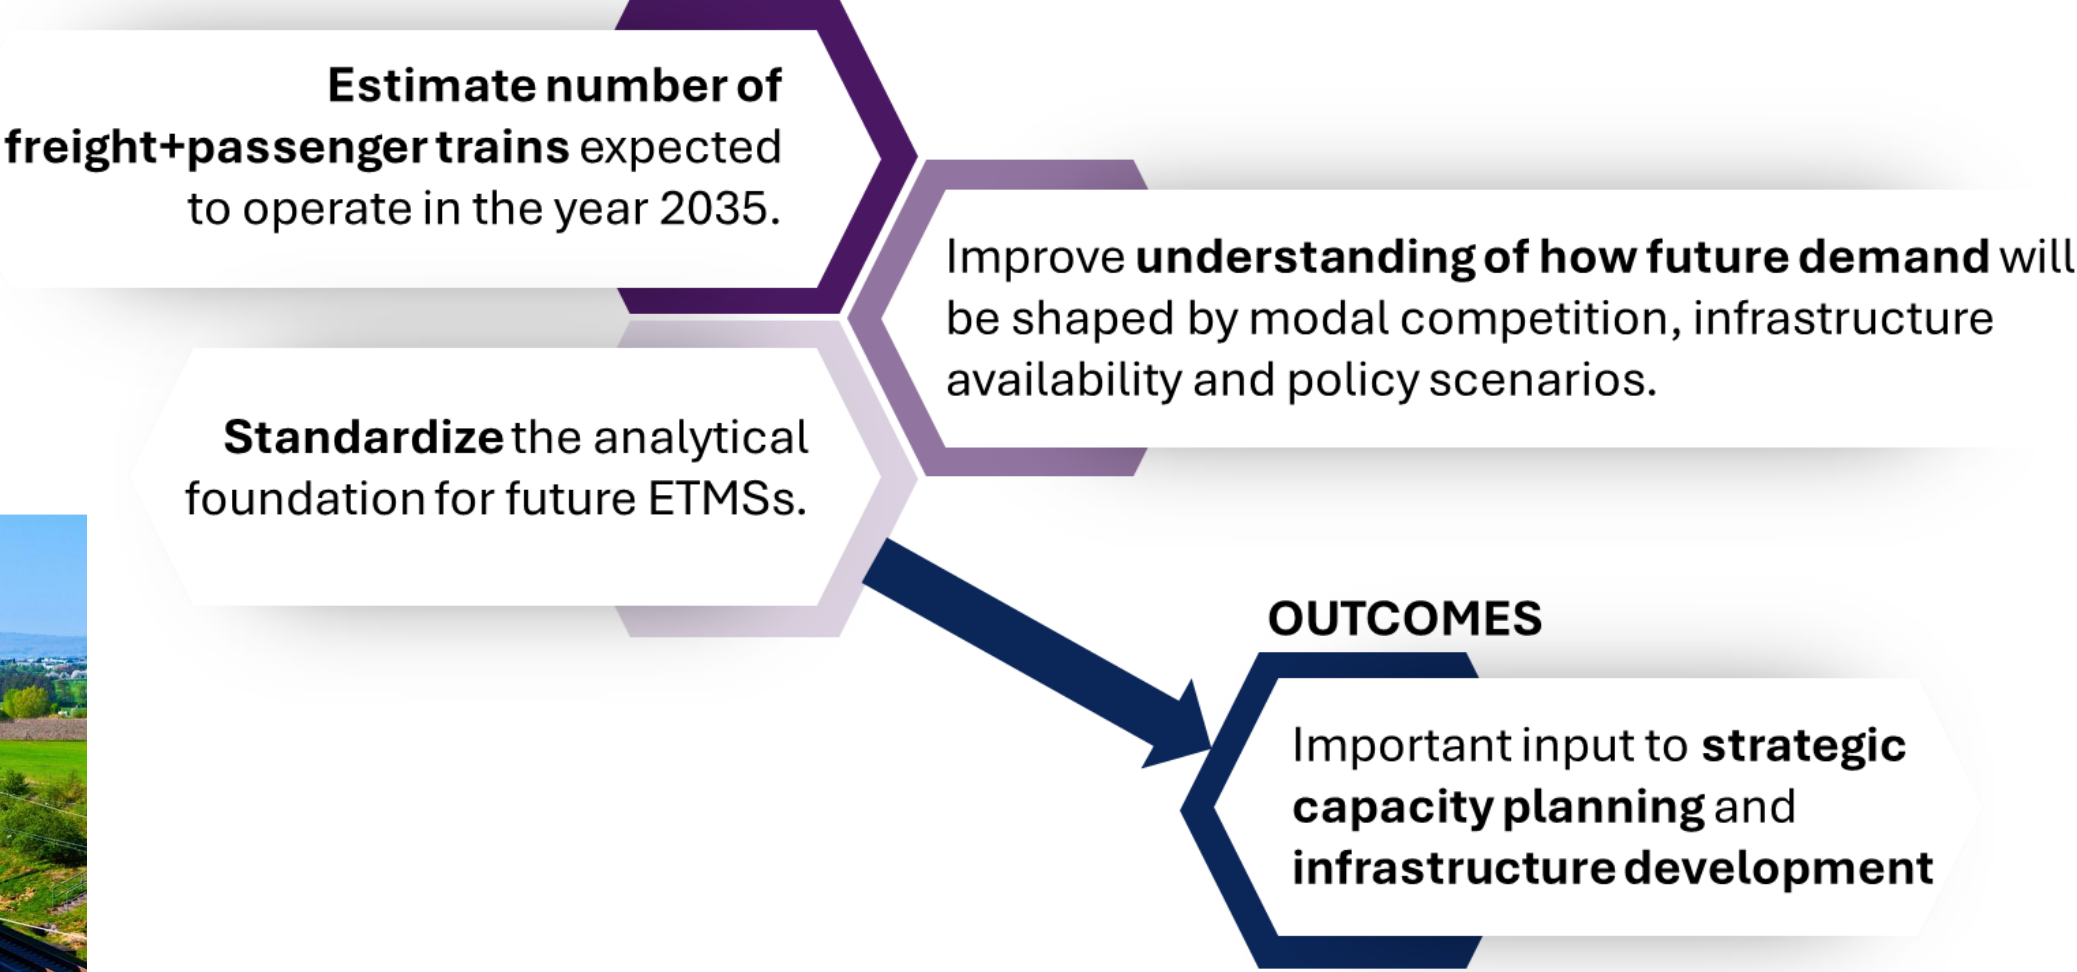 Estimate number of
freight+passenger trains expected
to operate in the year 2035.
Improve understanding of how future demand will
be shaped by modal competition, infrastructure
availability and policy scenarios.
Standardize the analytical
foundation for future ETMSs.
OUTCOMES
Important input to strategic
capacity planning and
infrastructure development